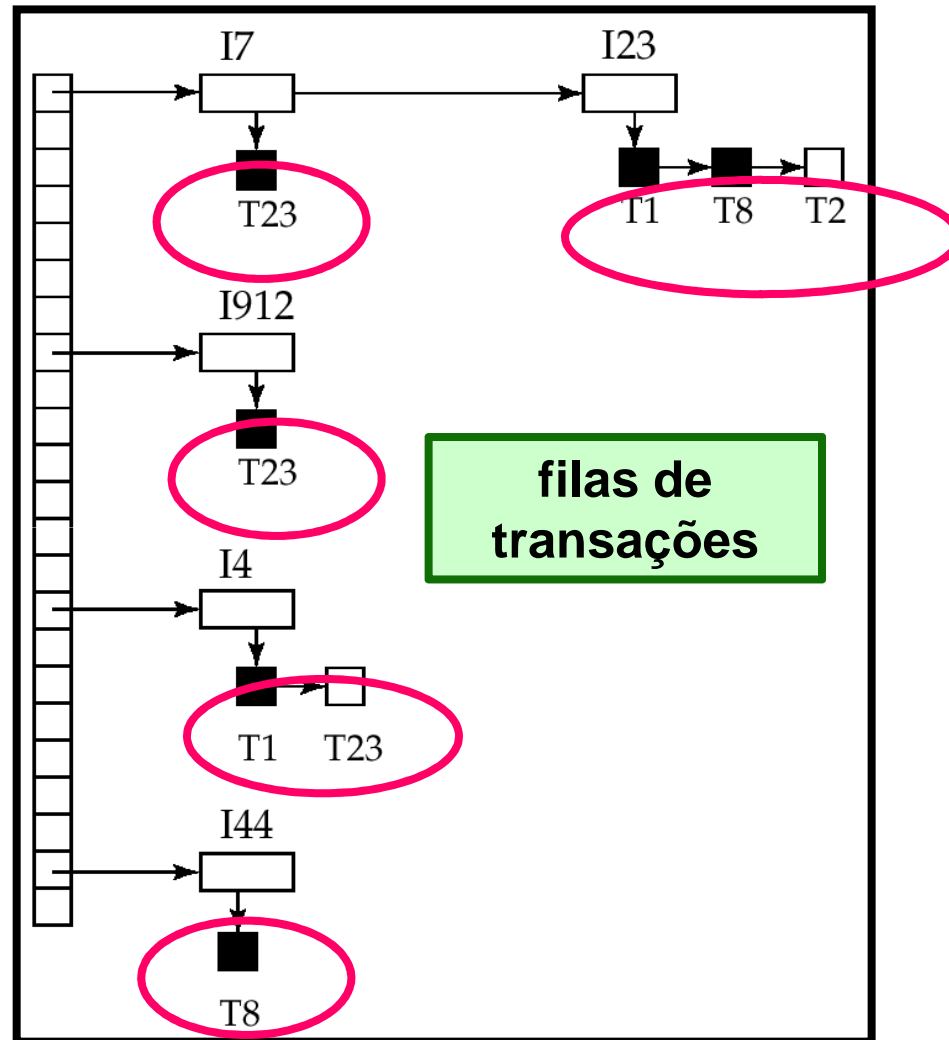 I7 I23
T23 T1 T8 T2
I912
T23
filas de
transações
I4
T1 T23
I44
T8